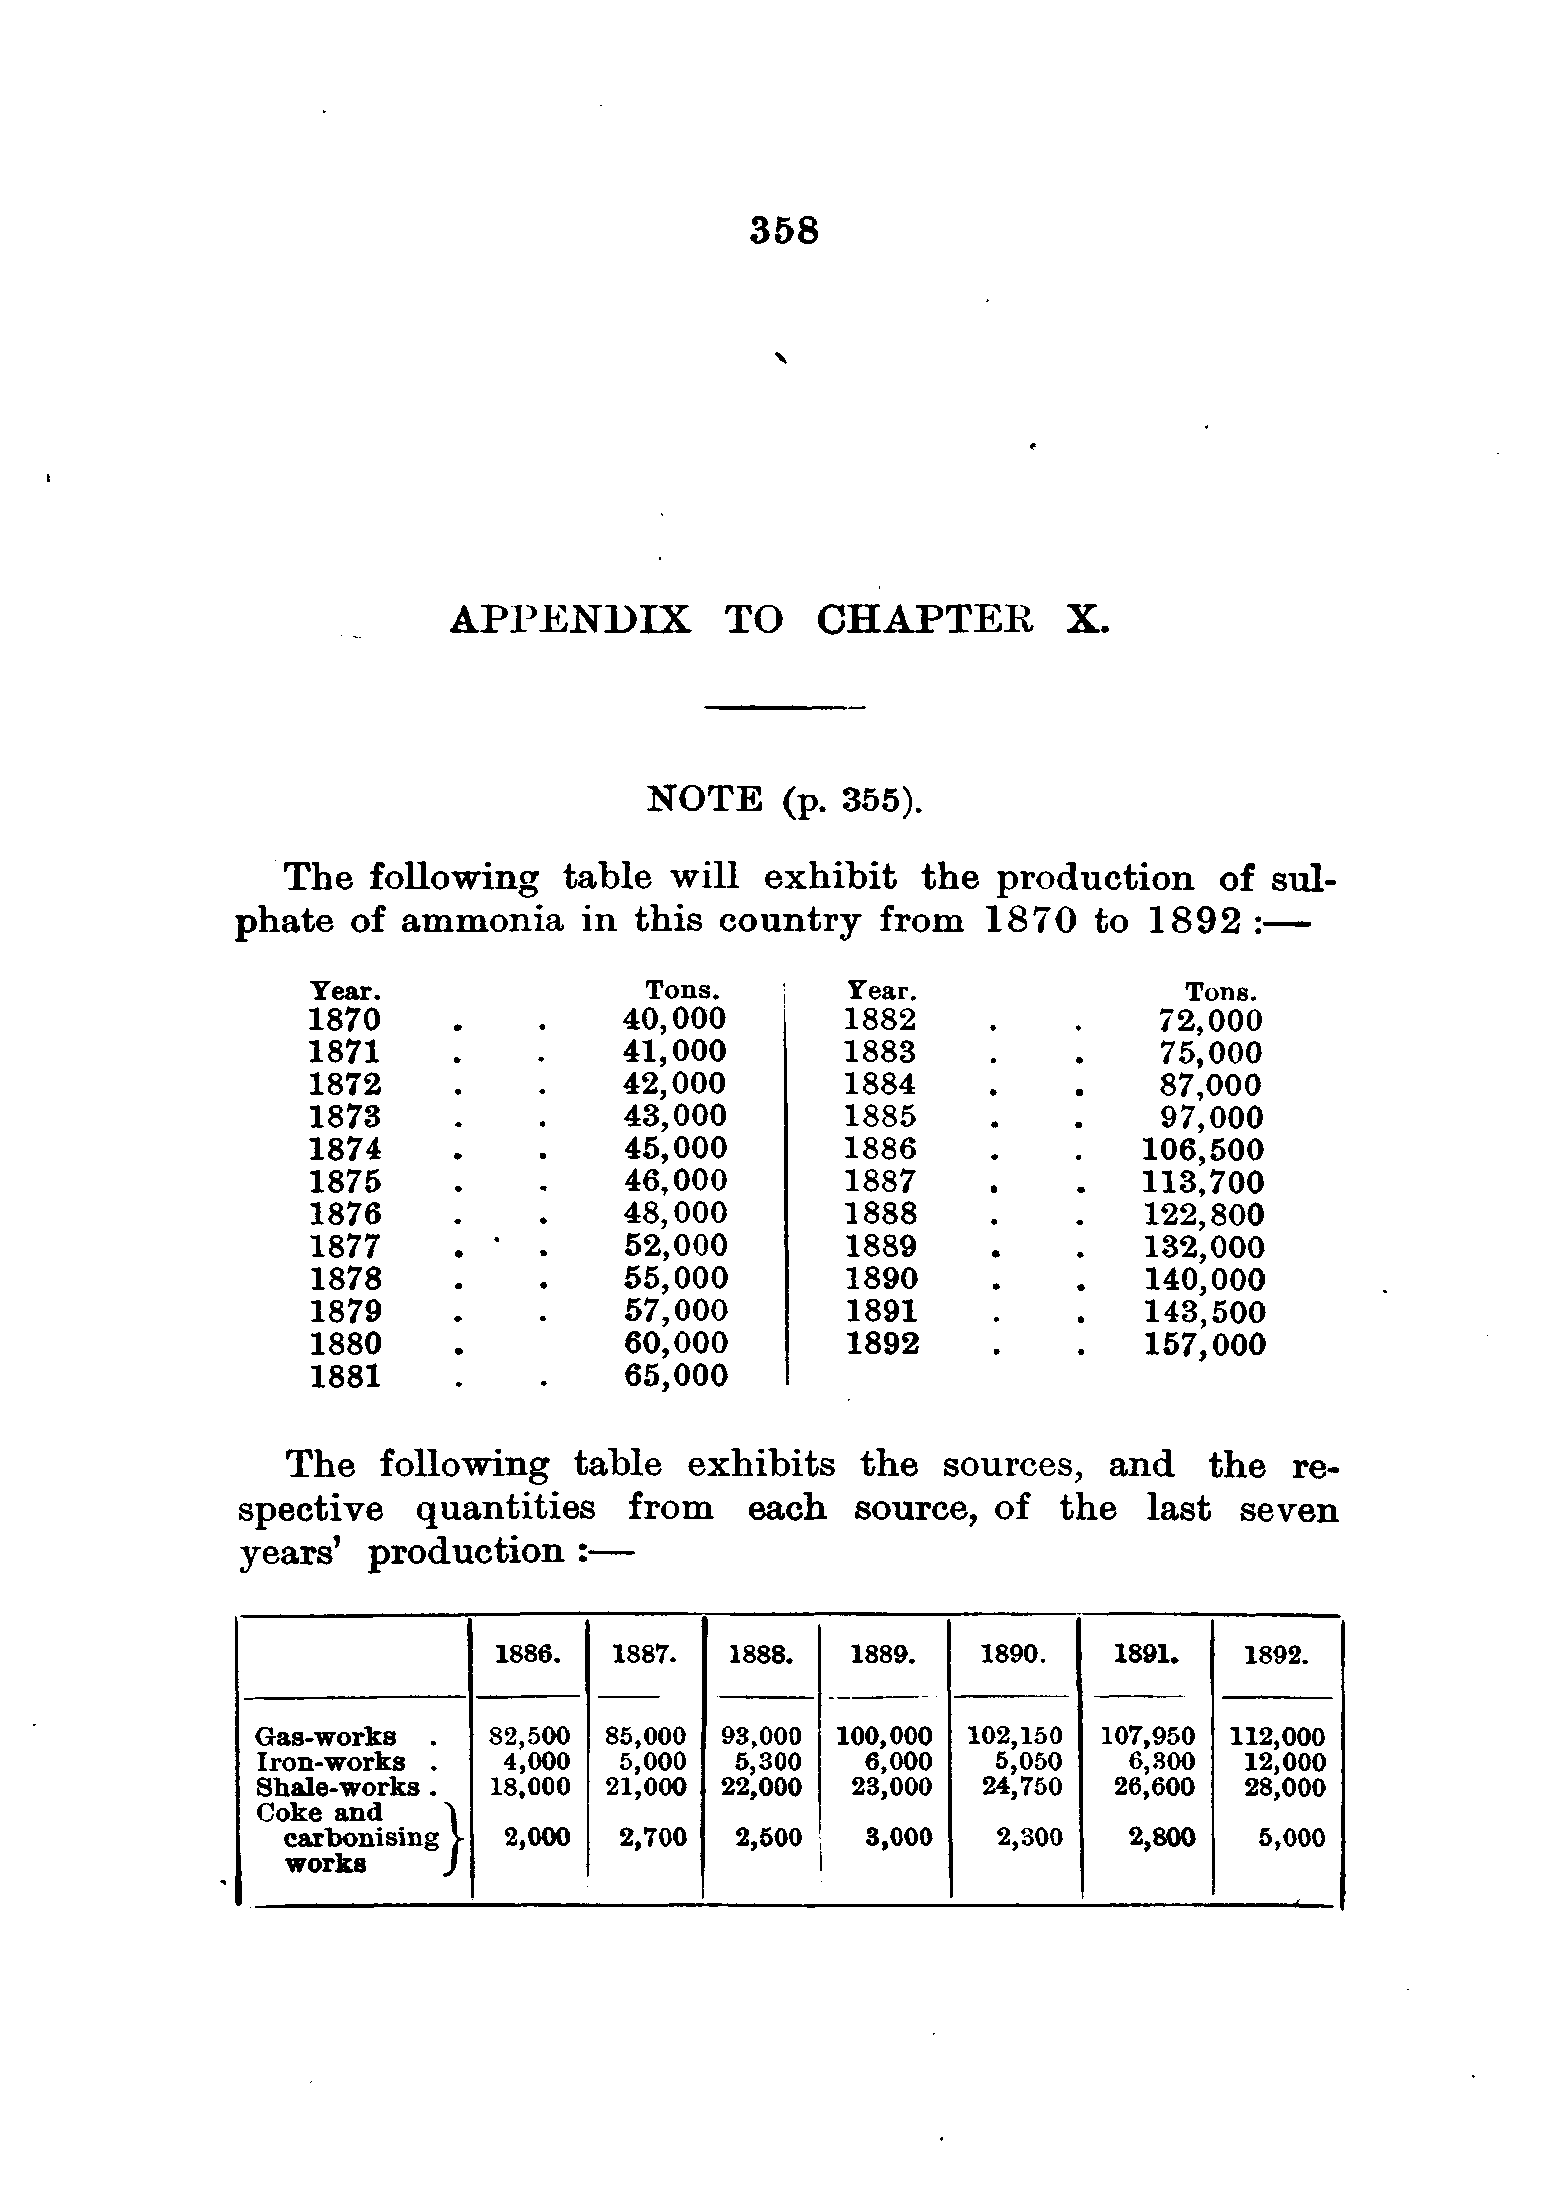 358
APPENDIX TO CHAPTER X.
NOTE (p. 355).
The following table will exhibit the production of sul-
phate of ammonia in this country from 1870 to 1892 :—
Year. Tons. Year. Tons.
1870 . . 40,000 1882 . . 72,000
1871 . . 41,000 1883 . . 75,000
1872 . . 42,000 1884 . . 87,000
1873 . . 43,000 1885 . . 97,000
1874 . . 45,000 1886 . . 106,500
1875 . . 46,000 1887 . . 113,700
1876 . . 48,000 1888 . . 122,800
1877 . . 52,000 1889 . . 132,000
1878 . . 55,000 1890 . . 140,000
1879 . . 57,000 1891 . . 143,500
1880 . 60,000 1892 . . 157,000
1881 . . 65,000
The following table exhibits the sources, and the re-
spective quantities from each source, of the last seven
years' production :—
1886. 1887. 1888. 1889. 1890. 1891. 1892.
Gas-works . 82,500 85,000 93,000 100,000 102,150 107,950 112,000
Iron-works . 4,000 5,000 5,300 6,000 5,050 6,300 12,000
Shale-works . 18,000 21,000 22,000 23,000 24,750 26,600 28,000
Coke and
carbonising } 2,000 2,700 2,500 3,000 2,300 2,800 5,000
works